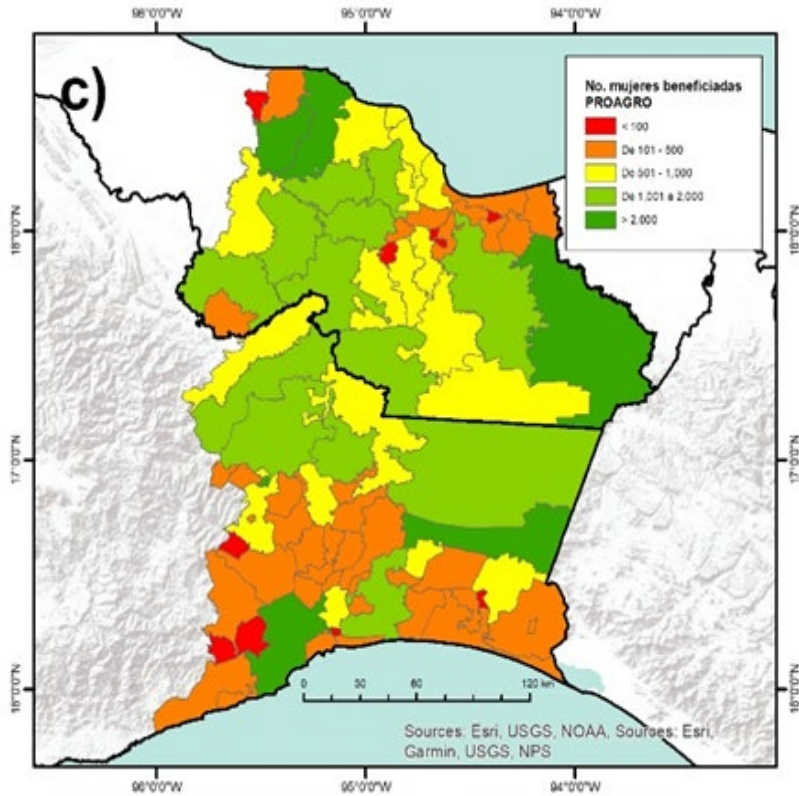 96°0'0"W 95°0'0"W 94°0'0"W
c)
No. mujeres beneficiadas
PROAGRO
< 100
De 101 - 500
De 501 - 1,000
De 1,001 a 2,000
> 2,000
18°0'0"N 18°0'0"N
17°0'0"N 17°0'0"N
16°0'0"N 16°0'0"N
0 30 60 120 km
Sources: Esri, USGS, NOAA, Sources: Esri,
Garmin, USGS, NPS
96°0'0"W 95°0'0"W 94°0'0"W